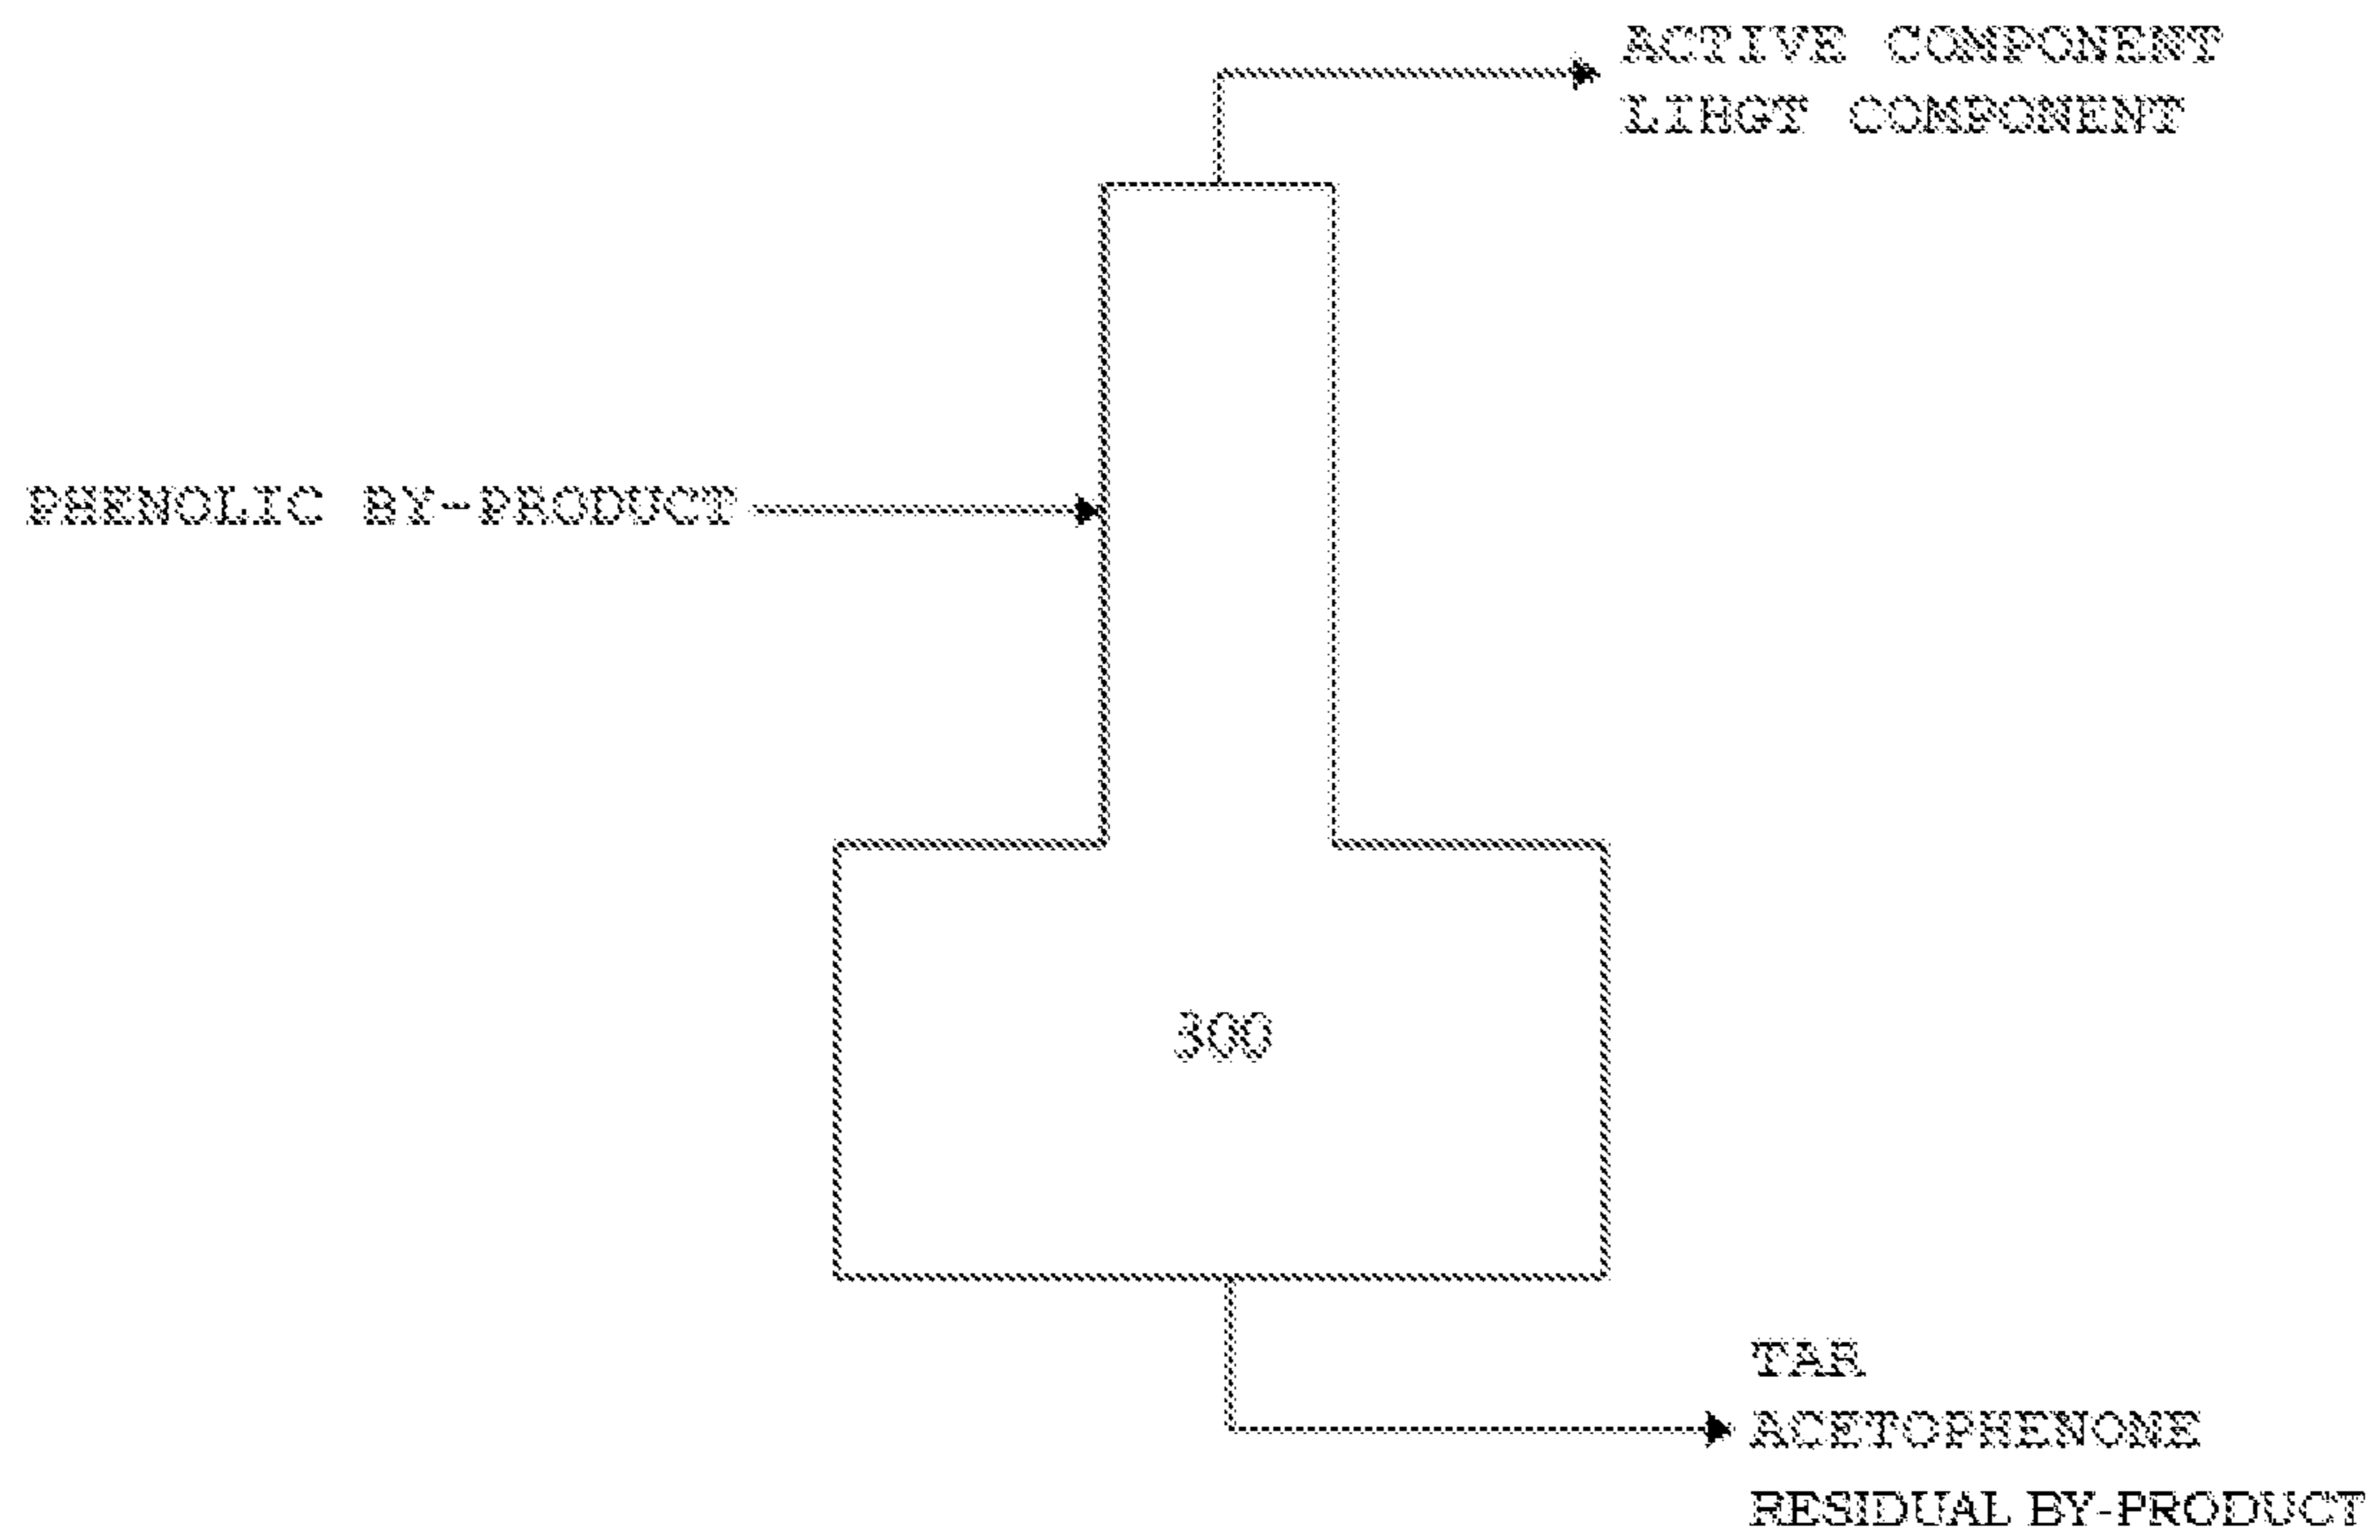 ACTIVE COMPONENT
LIHGT COMPONENT
PHENOLIC BY-PRODUCT
300
TAR
ACETOPHENONE
RESIDUAL BY-PRODUCT